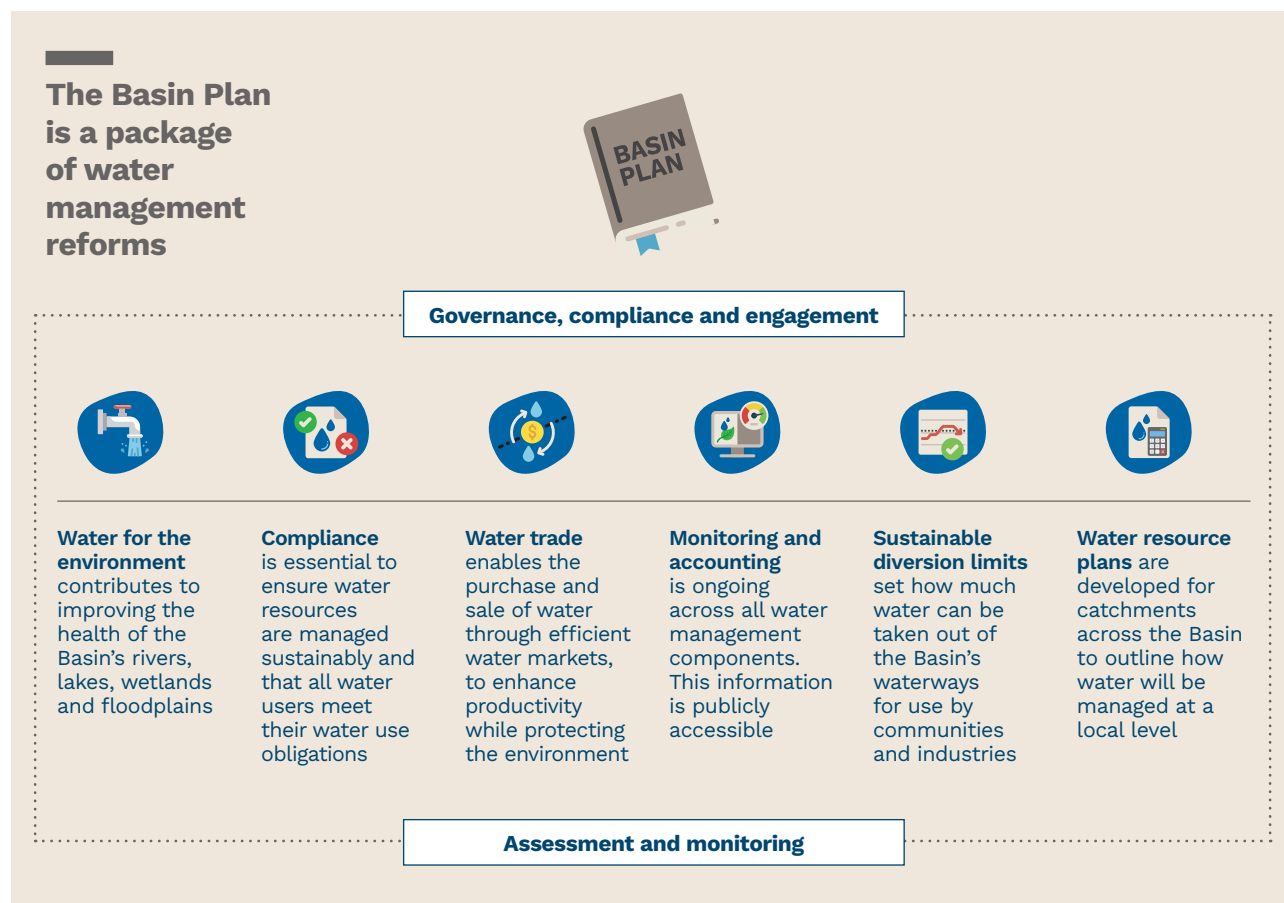 The Basin Plan
is a package
of water
management
reforms
BASIN
PLAN
Governance, compliance and engagement
Water for the
environment
contributes to
improving the
health of the
Basin's rivers,
lakes, wetlands
and floodplains
Compliance
is essential to
ensure water
resources
are managed
sustainably and
that all water
users meet
their water use
obligations
Water trade
enables the
purchase and
sale of water
through efficient
water markets,
to enhance
productivity
while protecting
the environment
Monitoring and
accounting
is ongoing
across all water
management
components.
This information
is publicly
accessible
Sustainable
diversion limits
set how much
water can be
taken out of
the Basin's
waterways
for use by
communities
and industries
Water resource
plans are
developed for
catchments
across the Basin
to outline how
water will be
managed at a
local level
Assessment and monitoring